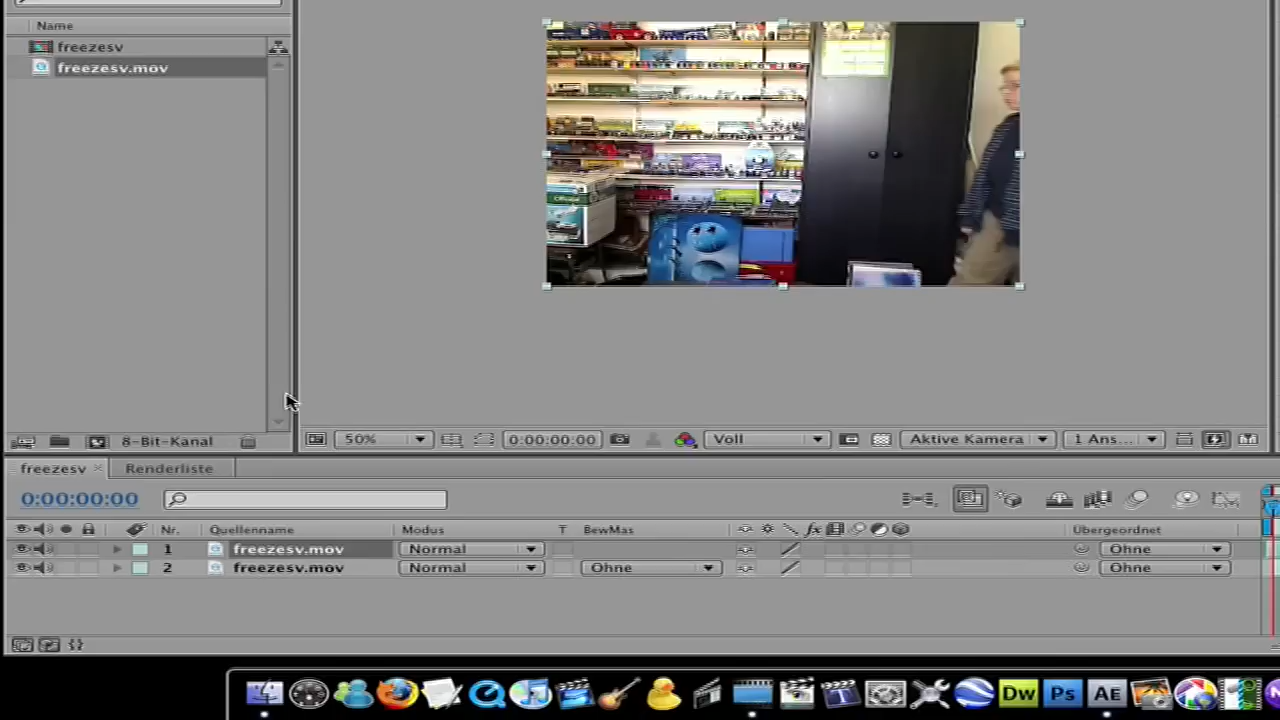 Name
freezesv
freezesv.mov
8-Bit-Kanal
50%
0:00:00:00
Voll
Aktive Kamera
1 Ans...
freezesv
Renderliste
0:00:00:00
Nr.
Quellenname
Modus
T
BewMas
fx
Übergeordnet
1
freezesv.mov
Normal
Ohne
2
freezesv.mov
Normal
Ohne
Ohne
Dw
Ps
AE